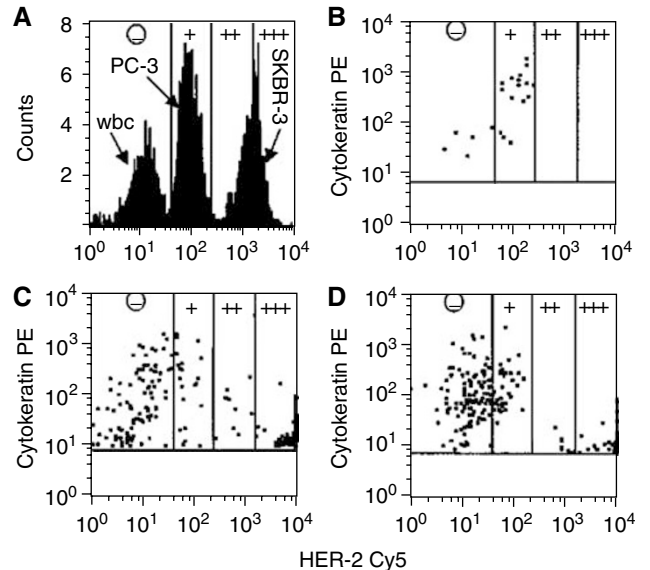 A
8
6
4
2
Counts
⊖ + ++ +++
PC-3
wbc
SKBR-3
10⁰ 10¹ 10² 10³ 10⁴
B
10⁴
10³
10²
10¹
10⁰
Cytokeratin PE
⊖ + ++ +++
10⁰ 10¹ 10² 10³ 10⁴
C
10⁴
10³
10²
10¹
10⁰
Cytokeratin PE
⊖ + ++ +++
10⁰ 10¹ 10² 10³ 10⁴
D
10⁴
10³
10²
10¹
10⁰
Cytokeratin PE
⊖ + ++ +++
10⁰ 10¹ 10² 10³ 10⁴
HER-2 Cy5